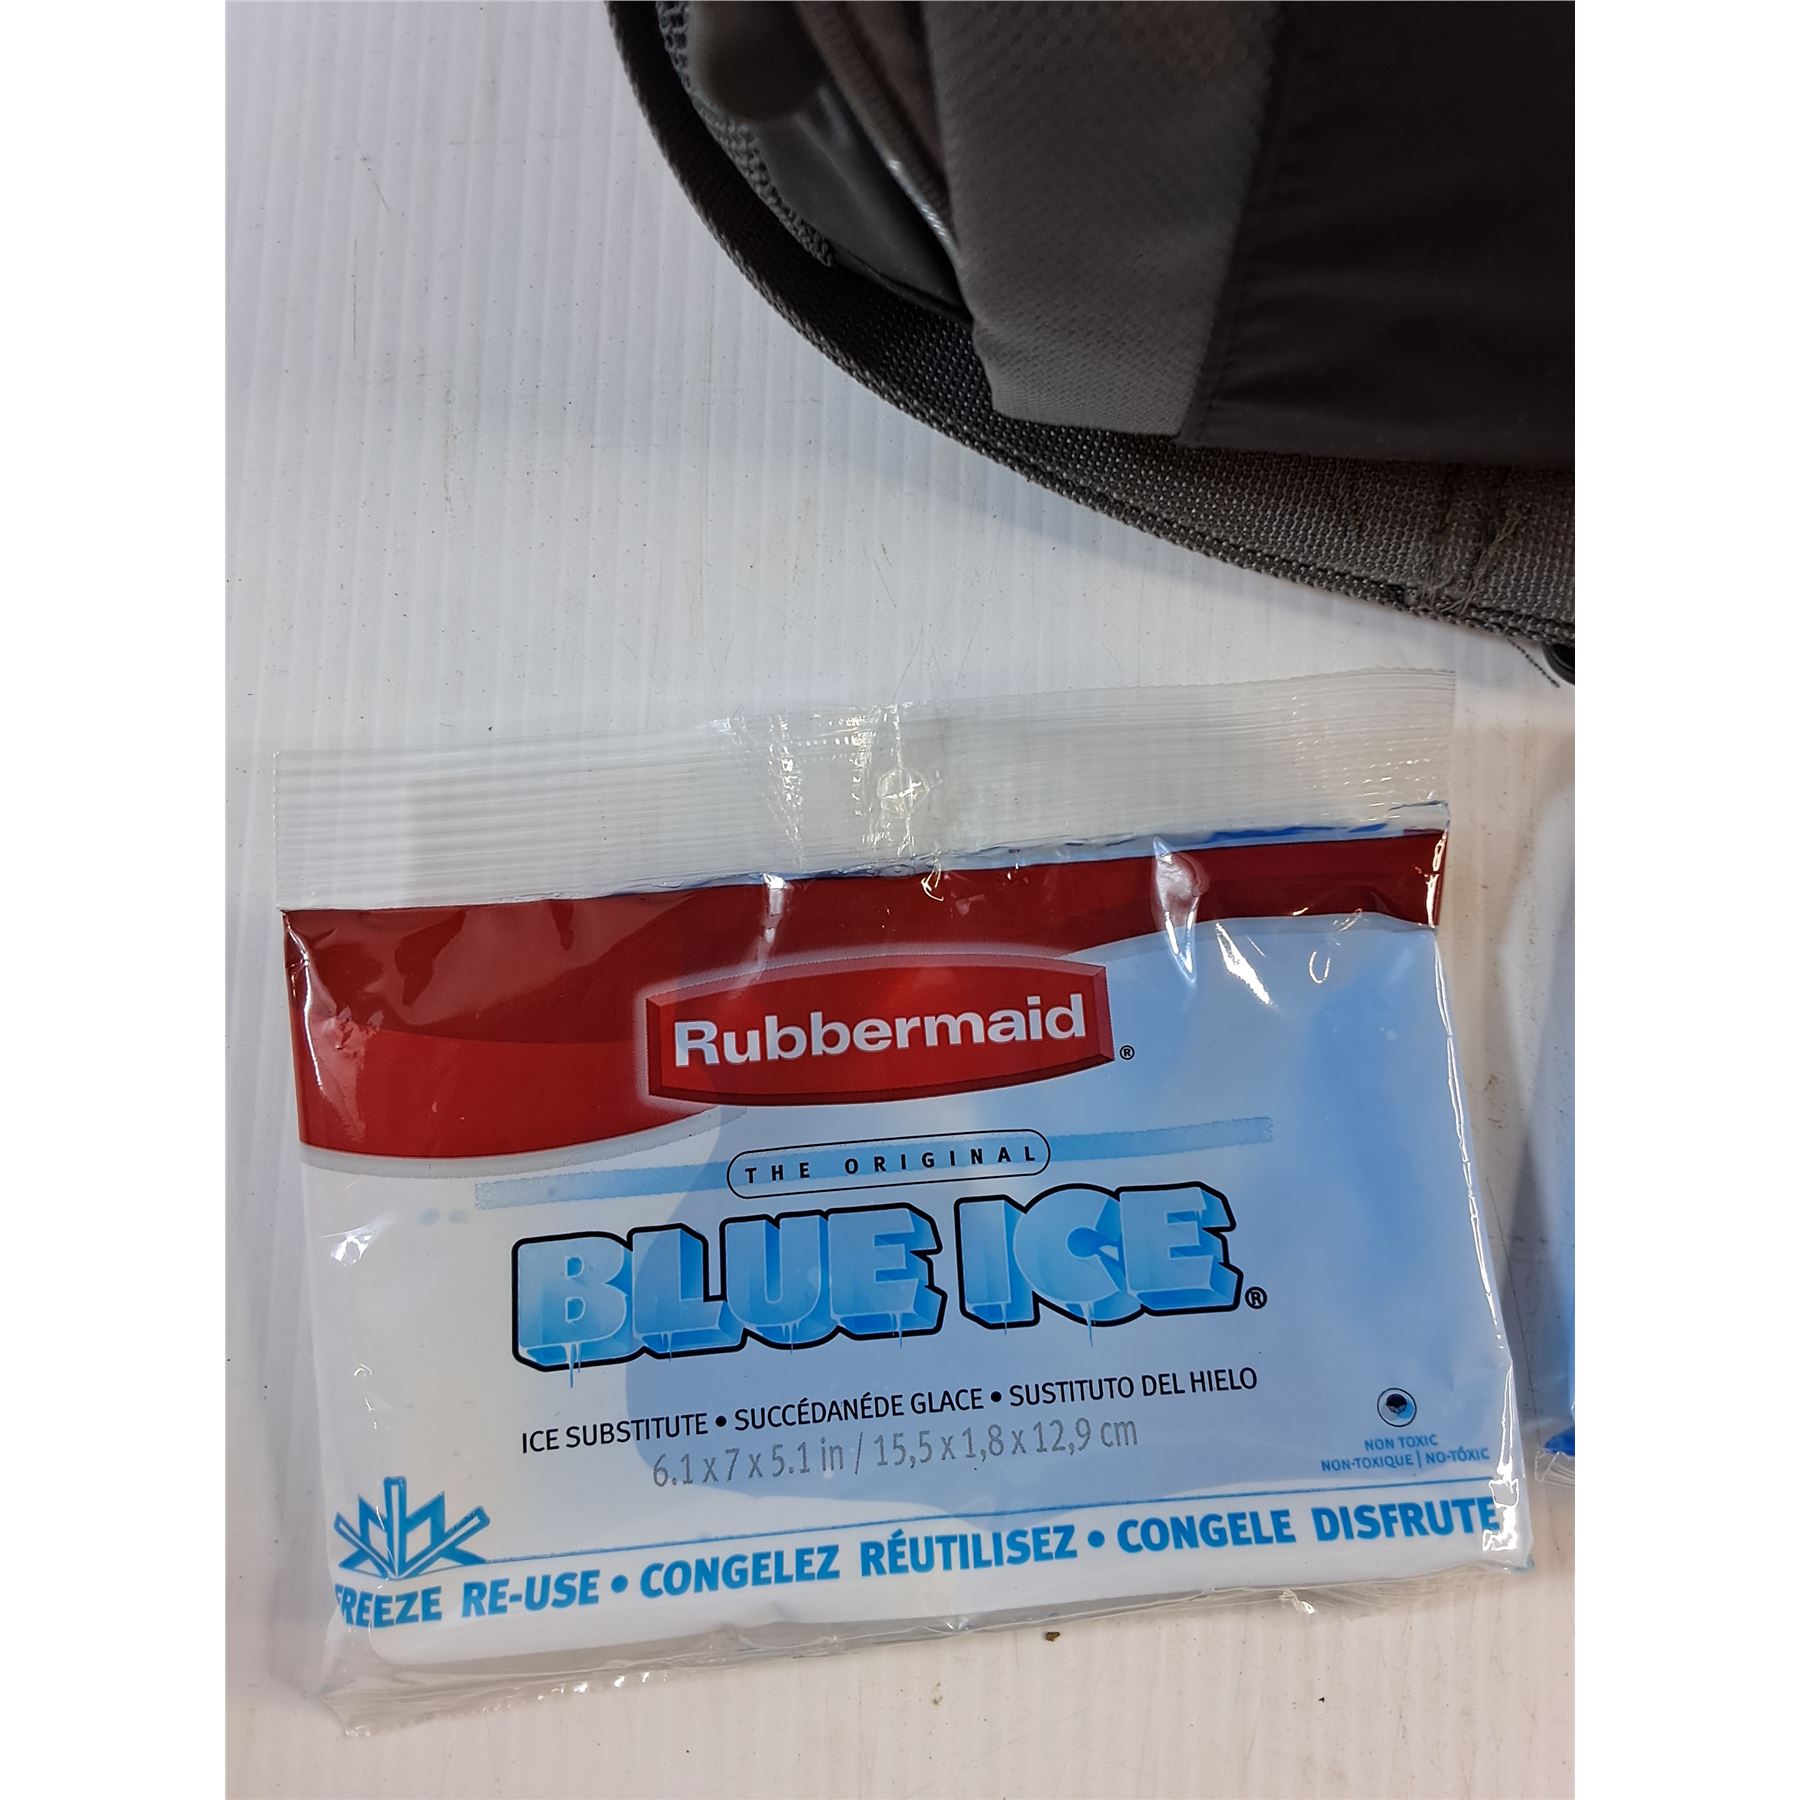 Rubbermaid®
THE ORIGINAL
BLUE ICE®
ICE SUBSTITUTE • SUCCÉDANÉDE GLACE • SUSTITUTO DEL HIELO
6.1 x 7 x 5.1 in / 15,5 x 1,8 x 12,9 cm
NON TOXIC
NON-TOXIQUE | NO-TÓXIC
FREEZE RE-USE • CONGELEZ RÉUTILISEZ • CONGELE DISFRUTE